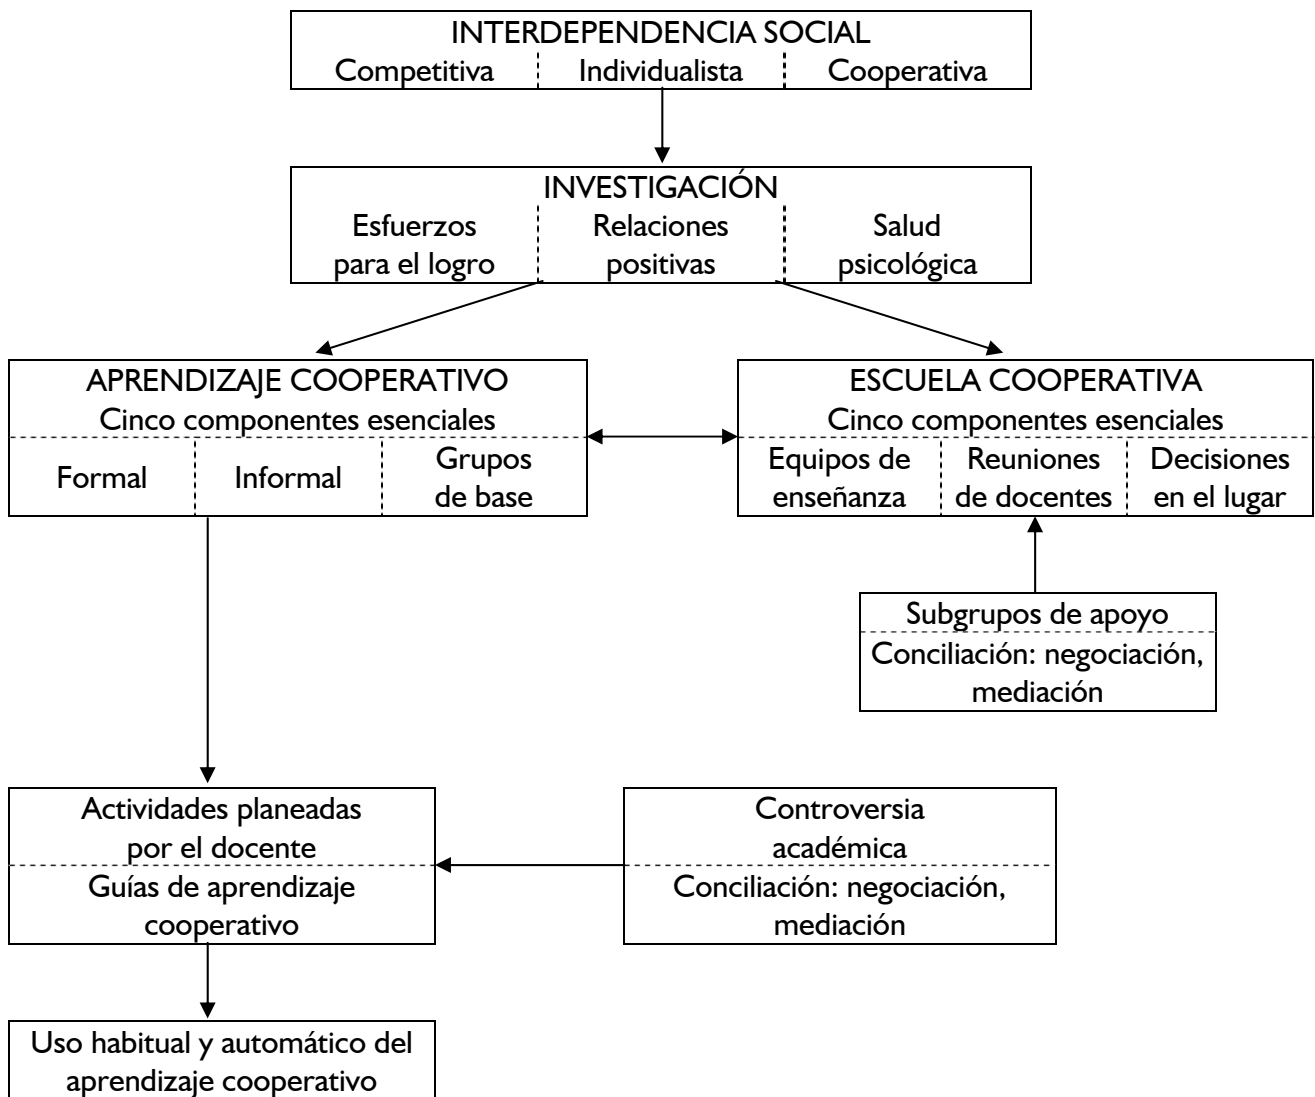 INTERDEPENDENCIA SOCIAL
Competitiva Individualista Cooperativa
INVESTIGACIÓN
Esfuerzos
para el logro
Relaciones
positivas
Salud
psicológica
APRENDIZAJE COOPERATIVO
Cinco componentes esenciales
Formal
Informal
Grupos
de base
ESCUELA COOPERATIVA
Cinco componentes esenciales
Equipos de
enseñanza
Reuniones
de docentes
Decisiones
en el lugar
Subgrupos de apoyo
Conciliación: negociación,
mediación
Actividades planeadas
por el docente
Guías de aprendizaje
cooperativo
Controversia
académica
Conciliación: negociación,
mediación
Uso habitual y automático del
aprendizaje cooperativo